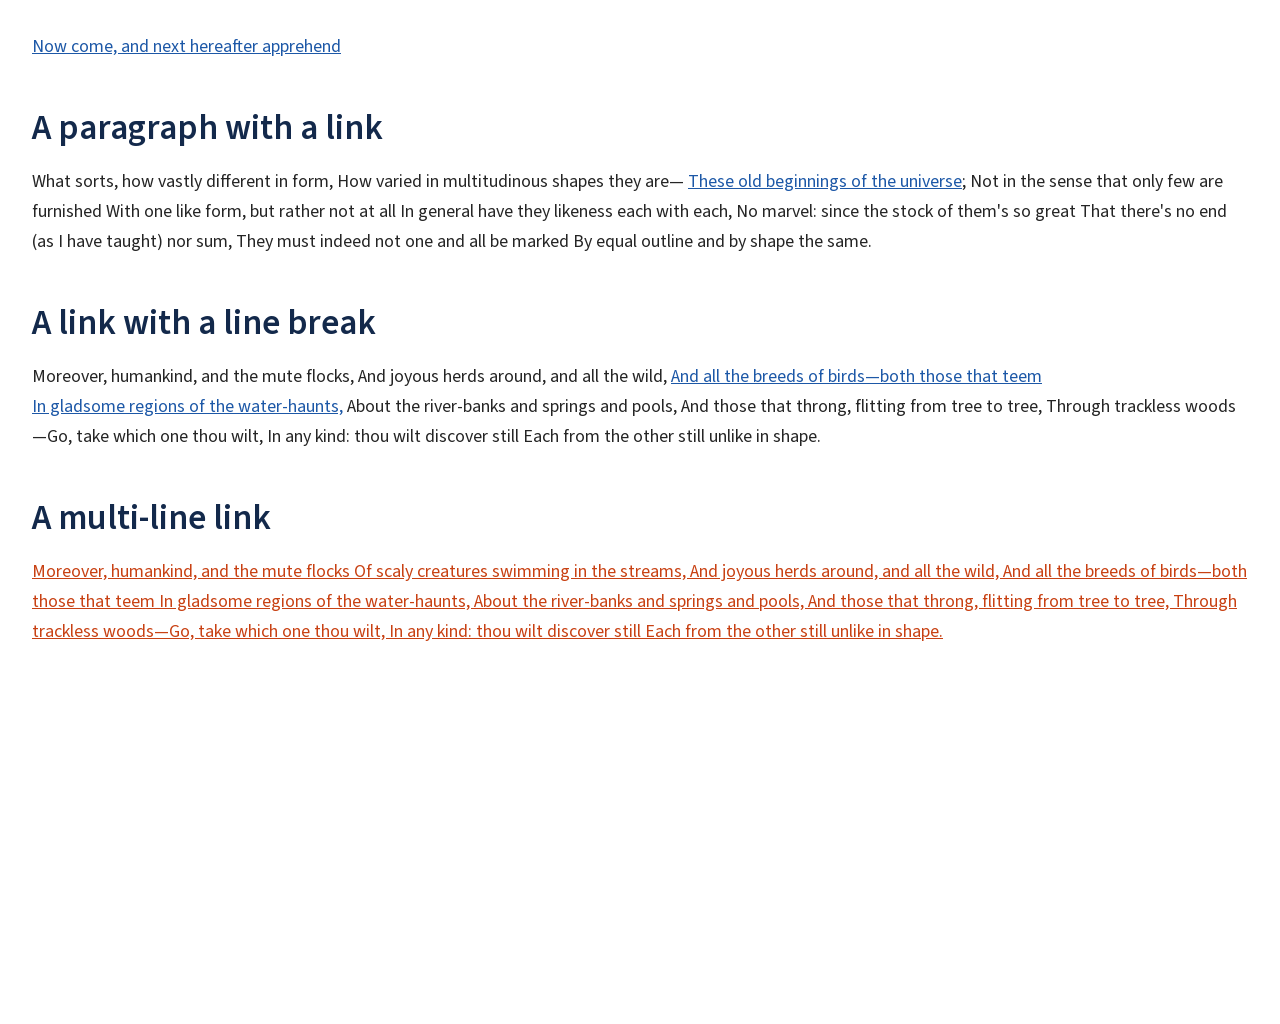 Now come, and next hereafter apprehend
A paragraph with a link
What sorts, how vastly different in form, How varied in multitudinous shapes they are— These old beginnings of the universe; Not in the sense that only few are
furnished With one like form, but rather not at all In general have they likeness each with each, No marvel: since the stock of them's so great That there's no end
(as I have taught) nor sum, They must indeed not one and all be marked By equal outline and by shape the same.
A link with a line break
Moreover, humankind, and the mute flocks, And joyous herds around, and all the wild, And all the breeds of birds—both those that teem
In gladsome regions of the water-haunts, About the river-banks and springs and pools, And those that throng, flitting from tree to tree, Through trackless woods
—Go, take which one thou wilt, In any kind: thou wilt discover still Each from the other still unlike in shape.
A multi-line link
Moreover, humankind, and the mute flocks Of scaly creatures swimming in the streams, And joyous herds around, and all the wild, And all the breeds of birds—both
those that teem In gladsome regions of the water-haunts, About the river-banks and springs and pools, And those that throng, flitting from tree to tree, Through
trackless woods—Go, take which one thou wilt, In any kind: thou wilt discover still Each from the other still unlike in shape.